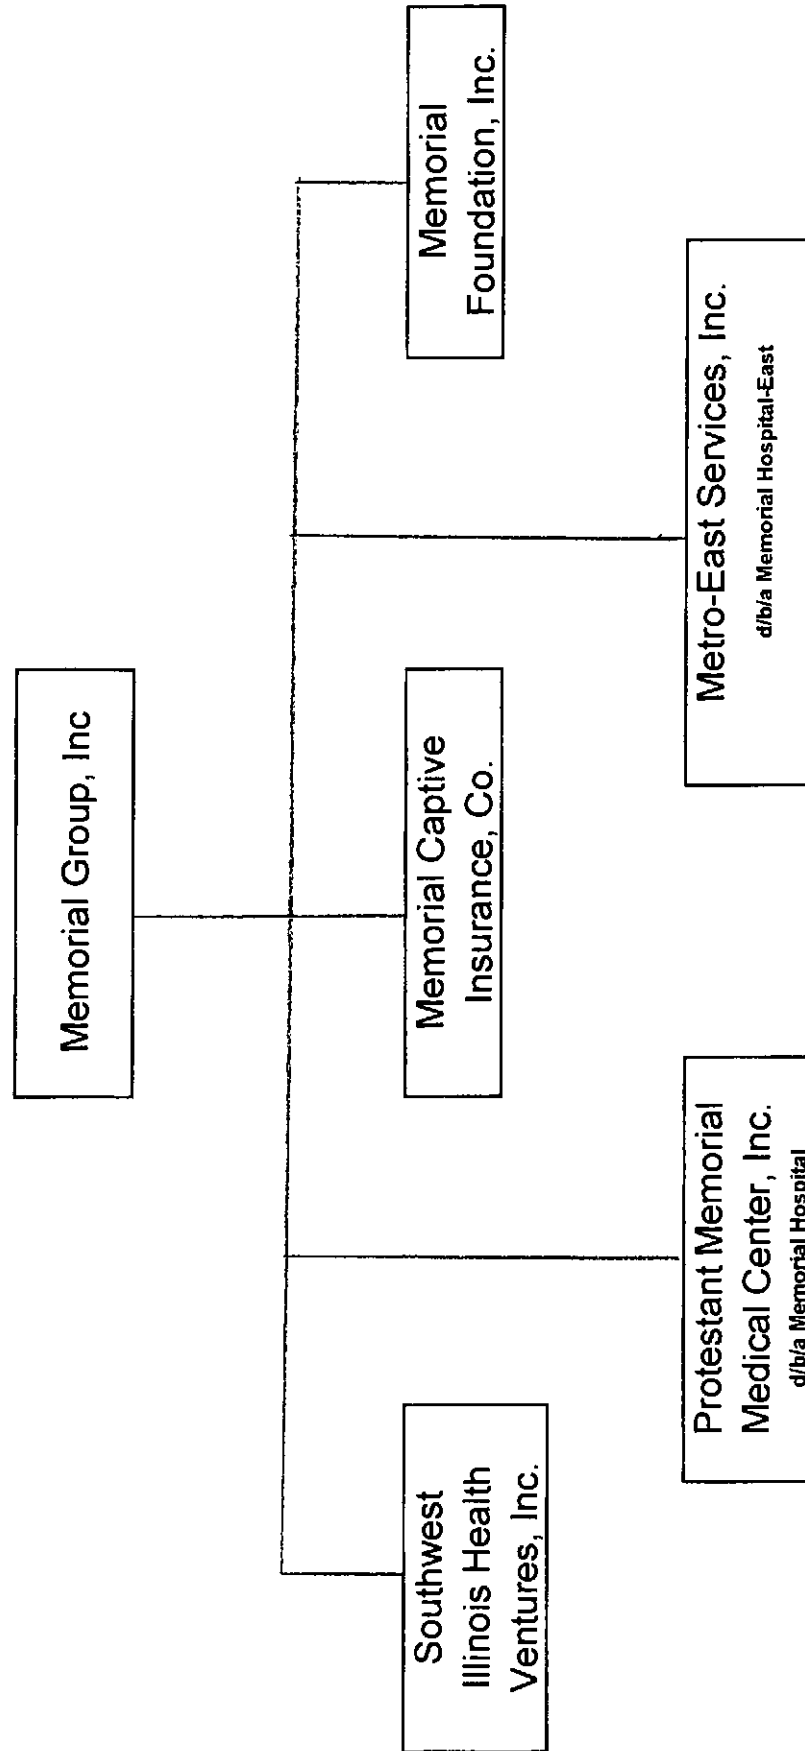 Memorial Group, Inc
Southwest
Illinois Health
Ventures, Inc.
Memorial Captive
Insurance, Co.
Memorial
Foundation, Inc.
Protestant Memorial
Medical Center, Inc.
d/b/a Memorial Hospital
Metro-East Services, Inc.
d/b/a Memorial Hospital-East